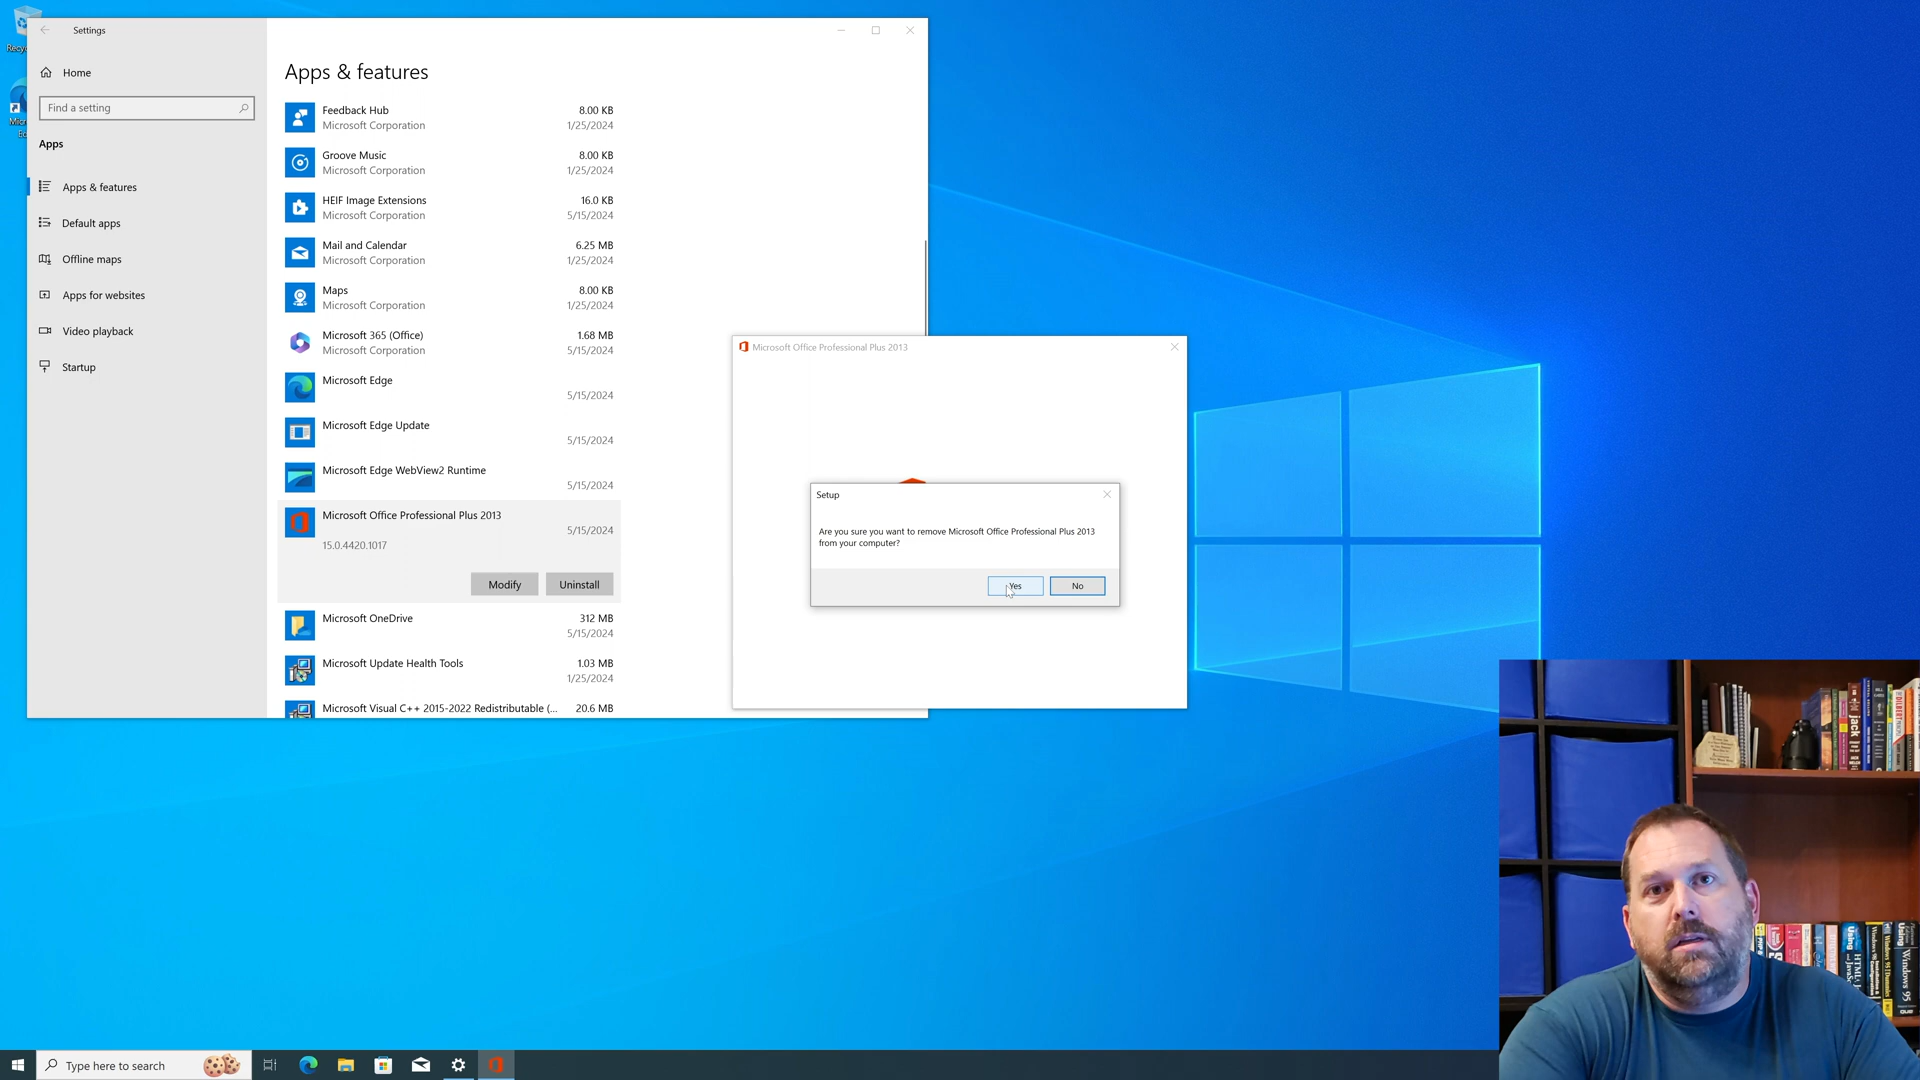 Settings
Home
Find a setting
Apps
Apps & features
Default apps
Offline maps
Apps for websites
Video playback
Startup
Apps & features
Feedback Hub 8.00 KB
Microsoft Corporation 1/25/2024
Groove Music 8.00 KB
Microsoft Corporation 1/25/2024
HEIF Image Extensions 16.0 KB
Microsoft Corporation 5/15/2024
Mail and Calendar 6.25 MB
Microsoft Corporation 1/25/2024
Maps 8.00 KB
Microsoft Corporation 1/25/2024
Microsoft 365 (Office) 1.68 MB
Microsoft Corporation 5/15/2024
Microsoft Edge
5/15/2024
Microsoft Edge Update
5/15/2024
Microsoft Edge WebView2 Runtime
5/15/2024
Microsoft Office Professional Plus 2013
5/15/2024
15.0.4420.1017
Modify Uninstall
Microsoft OneDrive 312 MB
5/15/2024
Microsoft Update Health Tools 1.03 MB
1/25/2024
Microsoft Visual C++ 2015-2022 Redistributable (... 20.6 MB
Microsoft Office Professional Plus 2013
Setup
Are you sure you want to remove Microsoft Office Professional Plus 2013
from your computer?
Yes No
Type here to search
jack
DILBERT
Using
Windows 95
Windows 95
que